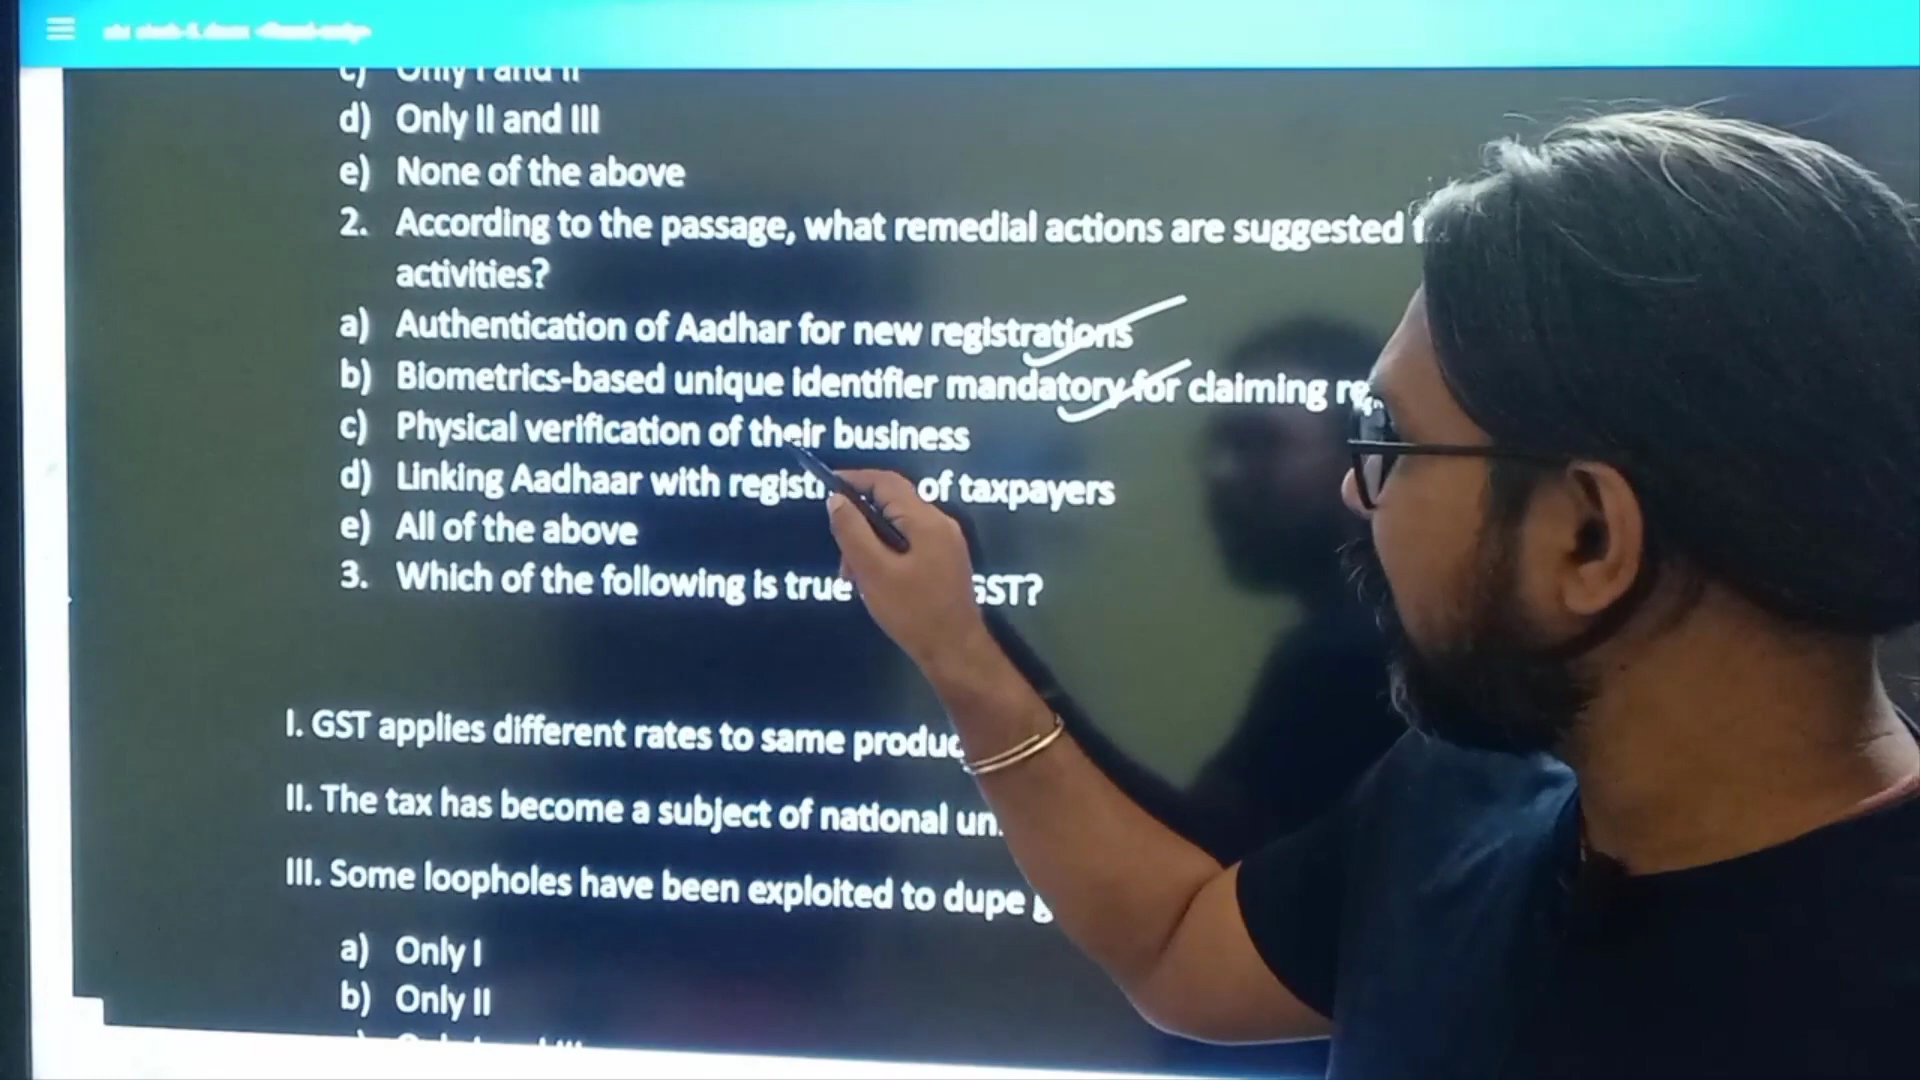 c) Only I and II
d) Only II and III
e) None of the above
2. According to the passage, what remedial actions are suggested
activities?
a) Authentication of Aadhar for new registrations
b) Biometrics-based unique identifier mandatory for claiming
c) Physical verification of their business
d) Linking Aadhaar with of taxpayers
e) All of the above
3. Which of the following is true GST?
I. GST applies different rates to same
II. The tax has become a subject of national
III. Some loopholes have been exploited to dupe
a) Only I
b) Only II